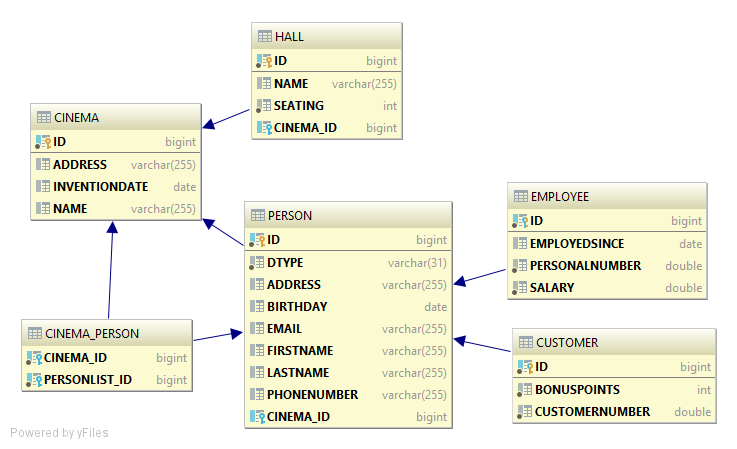 HALL
ID bigint
NAME varchar(255)
SEATING int
CINEMA_ID bigint
CINEMA
ID bigint
ADDRESS varchar(255)
INVENTIONDATE date
NAME varchar(255)
PERSON
ID bigint
DTYPE varchar(31)
ADDRESS varchar(255)
BIRTHDAY date
EMAIL varchar(255)
FIRSTNAME varchar(255)
LASTNAME varchar(255)
PHONENUMBER varchar(255)
CINEMA_ID bigint
EMPLOYEE
ID bigint
EMPLOYEDSINCE date
PERSONALNUMBER double
SALARY double
CINEMA_PERSON
CINEMA_ID bigint
PERSONLIST_ID bigint
CUSTOMER
ID bigint
BONUSPOINTS int
CUSTOMERNUMBER double
Powered by yFiles